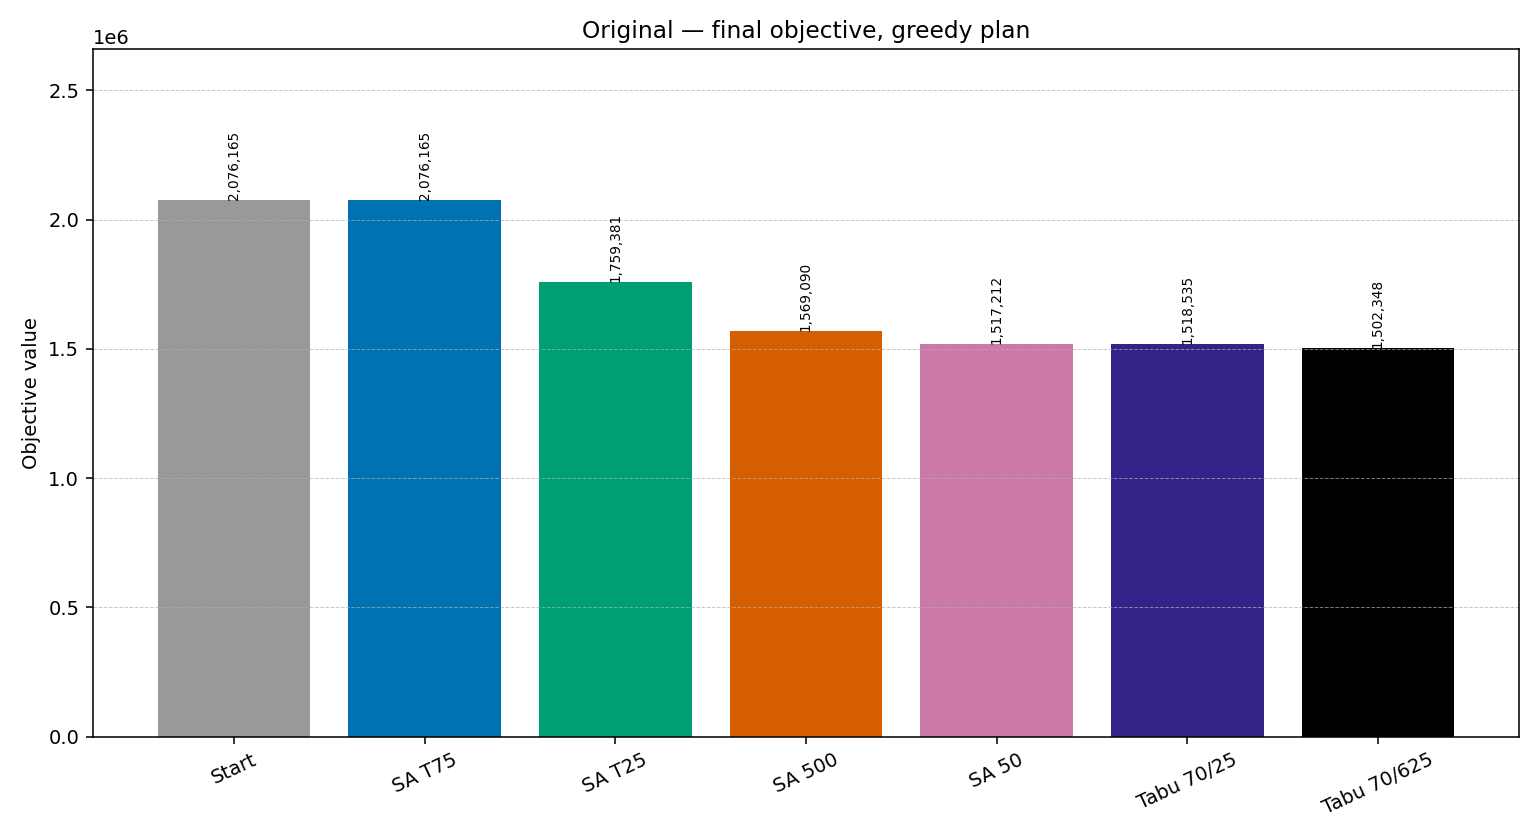 Original — final objective, greedy plan
1e6
Objective value
2.5
2.0
1.5
1.0
0.5
0.0
2,076,165
2,076,165
1,759,381
1,569,090
1,517,212
1,518,535
1,502,348
Start
SA T75
SA T25
SA 500
SA 50
Tabu 70/25
Tabu 70/625